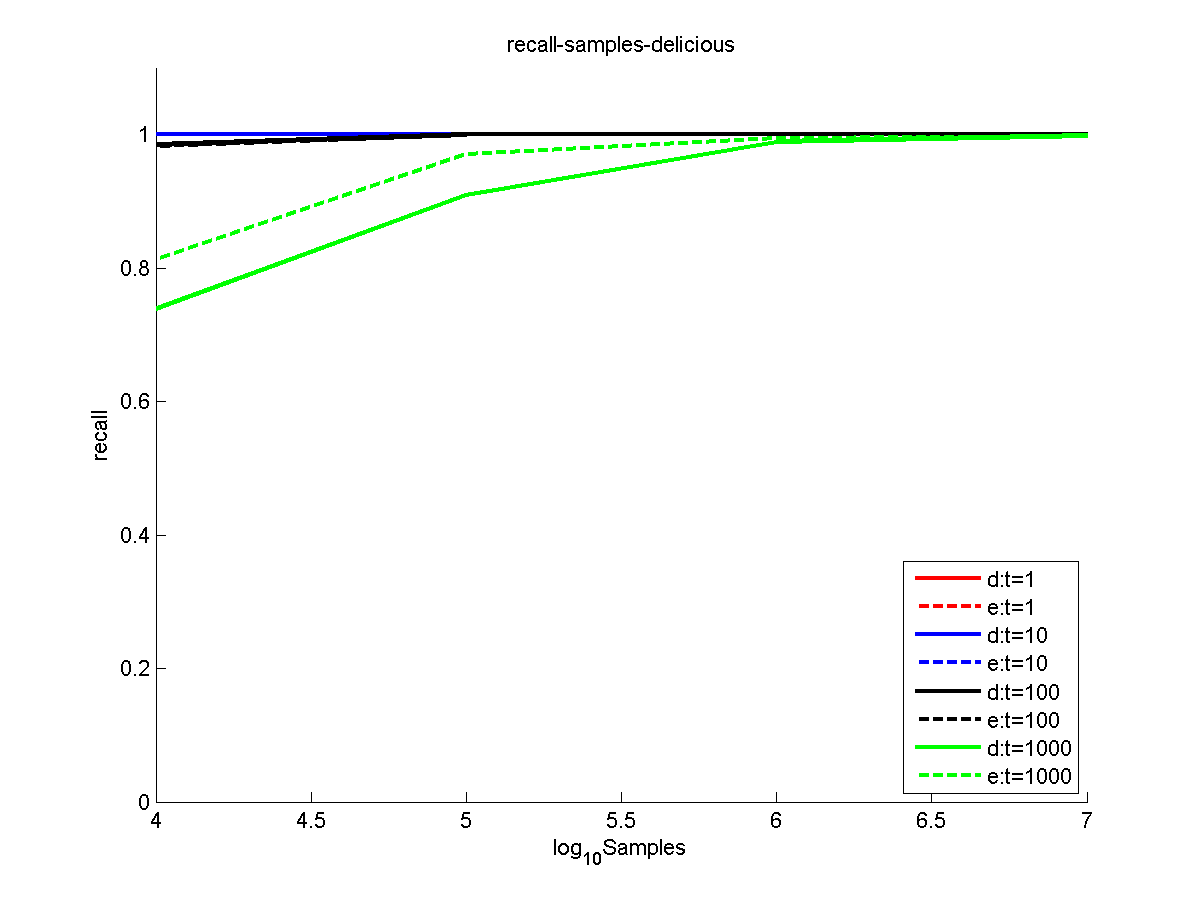 recall-samples-delicious
1
0.8
0.6
0.4
0.2
0
recall
4 4.5 5 5.5 6 6.5 7
log10Samples
d:t=1
e:t=1
d:t=10
e:t=10
d:t=100
e:t=100
d:t=1000
e:t=1000